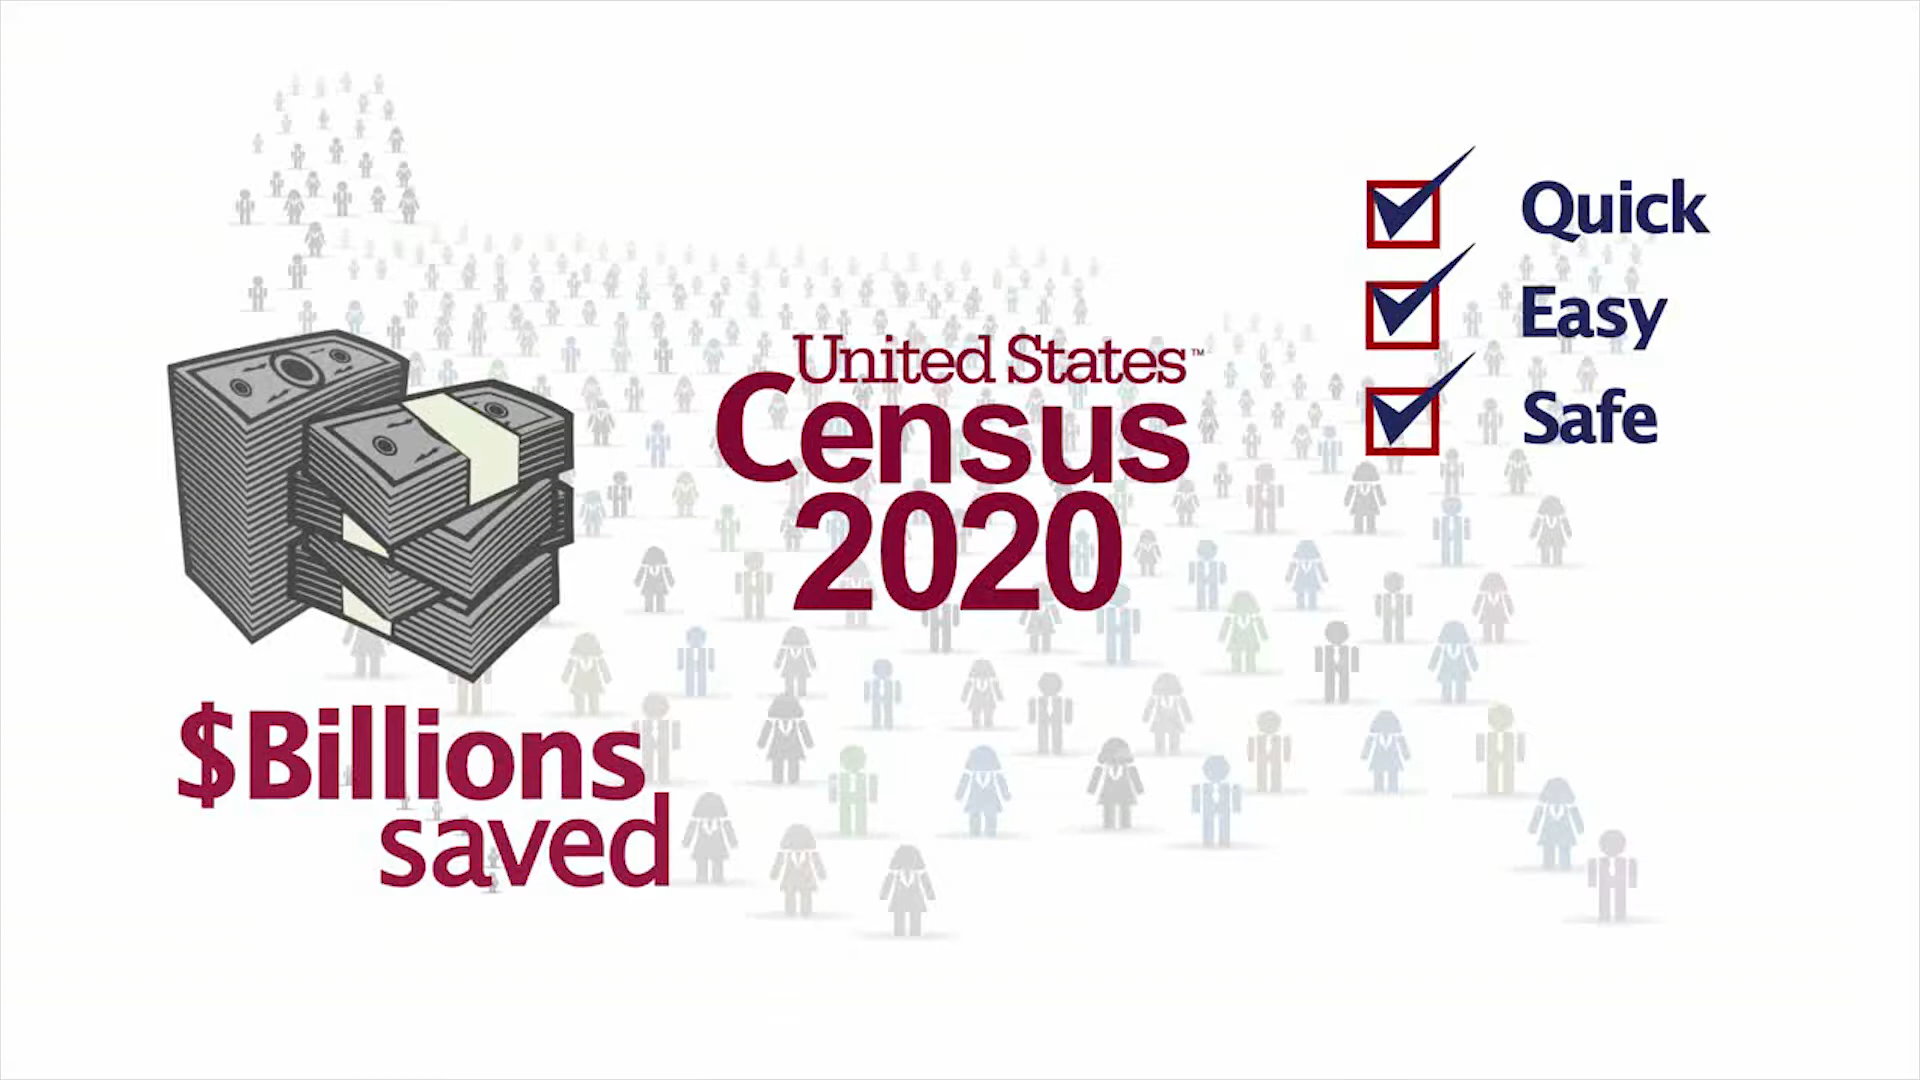 United States™
Census
2020
Quick
Easy
Safe
$Billions
saved